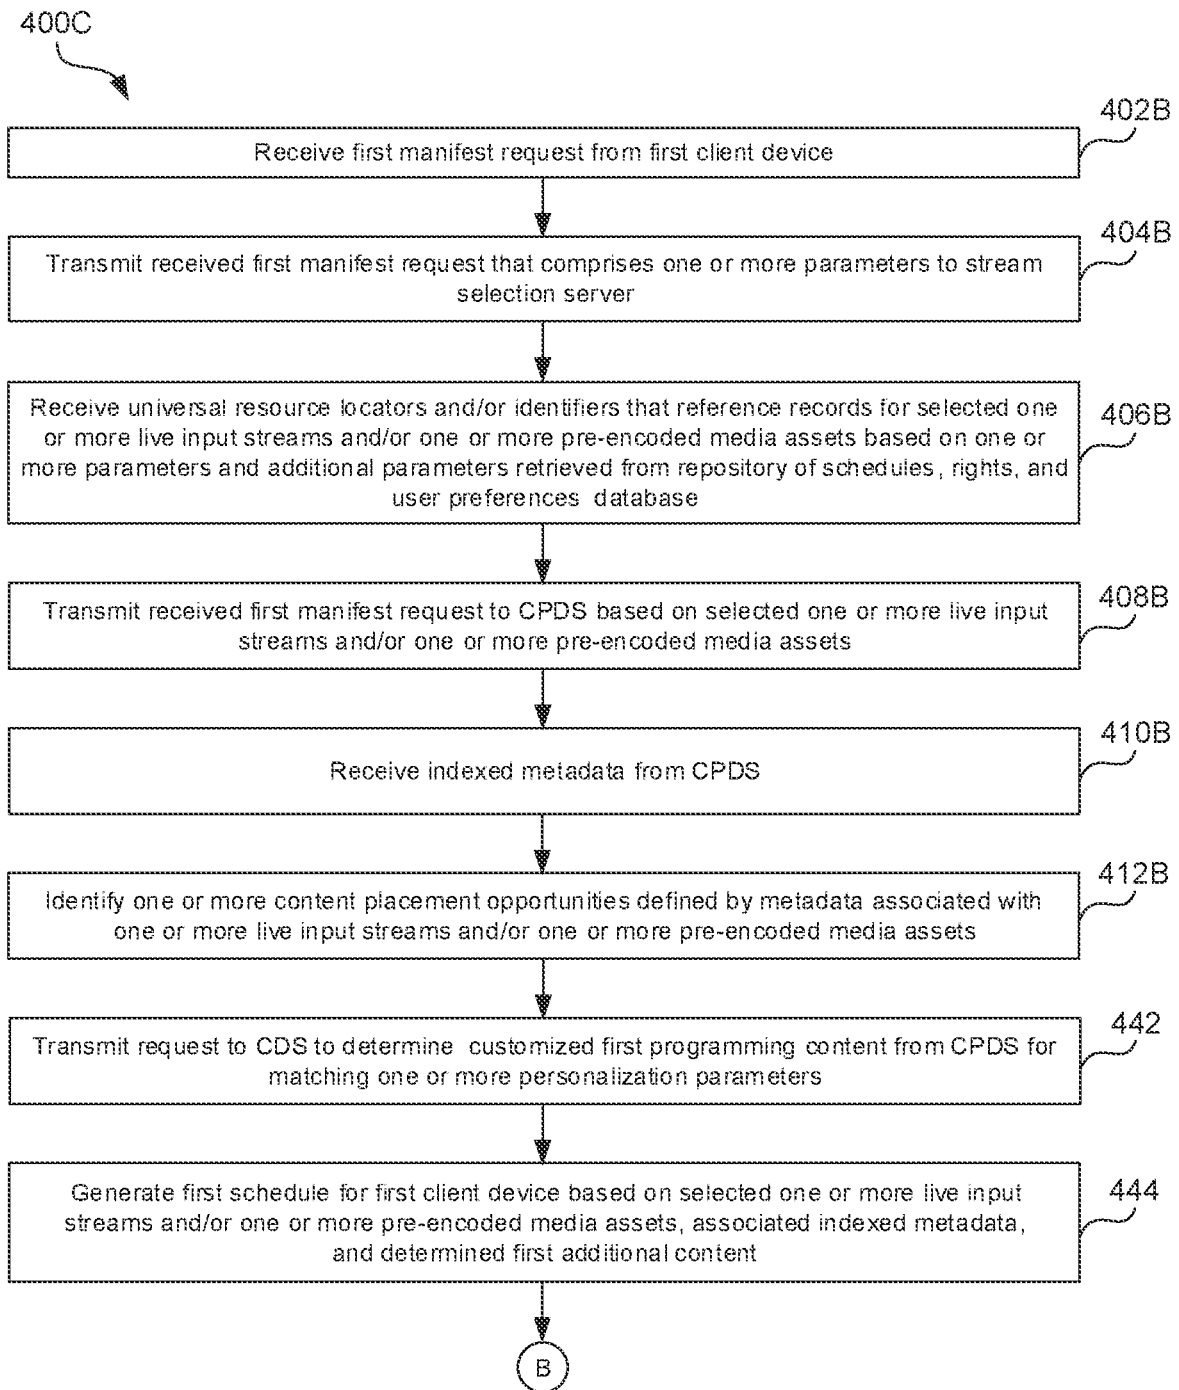 400C
402B
Receive first manifest request from first client device
404B
Transmit received first manifest request that comprises one or more parameters to stream
selection server
406B
Receive universal resource locators and/or identifiers that reference records for selected one
or more live input streams and/or one or more pre-encoded media assets based on one or
more parameters and additional parameters retrieved from repository of schedules, rights, and
user preferences database
408B
Transmit received first manifest request to CPDS based on selected one or more live input
streams and/or one or more pre-encoded media assets
410B
Receive indexed metadata from CPDS
412B
Identify one or more content placement opportunities defined by metadata associated with
one or more live input streams and/or one or more pre-encoded media assets
442
Transmit request to CDS to determine customized first programming content from CPDS for
matching one or more personalization parameters
444
Generate first schedule for first client device based on selected one or more live input
streams and/or one or more pre-encoded media assets, associated indexed metadata,
and determined first additional content
B